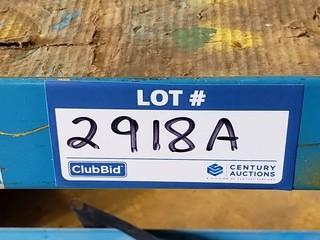 LOT #
2918A
ClubBid
CENTURY
AUCTIONS